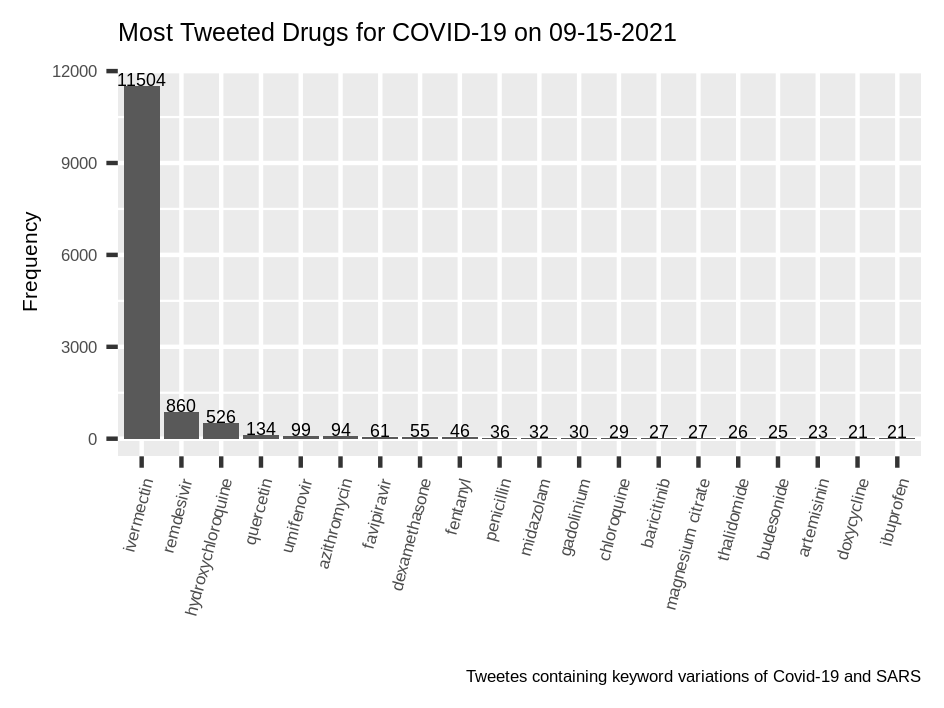 Most Tweeted Drugs for COVID-19 on 09-15-2021
Frequency
12000
9000
6000
3000
0
11504
860
526
134
99
94
61
55
46
36
32
30
29
27
27
26
25
23
21
21
ivermectin
remdesivir
hydroxychloroquine
quercetin
umifenovir
azithromycin
favipiravir
dexamethasone
fentanyl
penicillin
midazolam
gadolinium
chloroquine
baricitinib
magnesium citrate
thalidomide
budesonide
artemisinin
doxycycline
ibuprofen
Tweetes containing keyword variations of Covid-19 and SARS